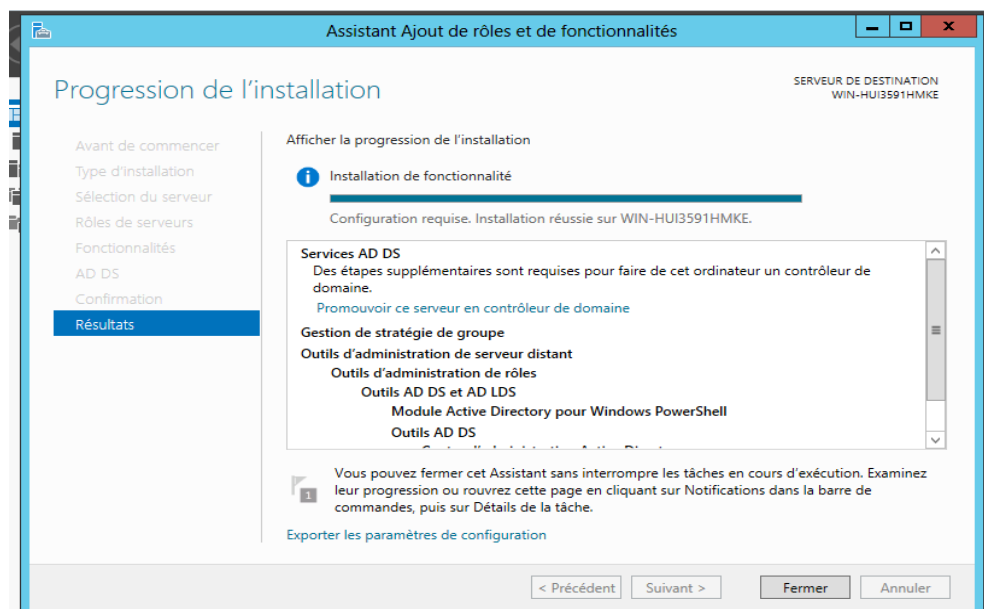 Assistant Ajout de rôles et de fonctionnalités
Progression de l'installation
SERVEUR DE DESTINATION
WIN-HUI3591HMKE
Avant de commencer
Type d'installation
Sélection du serveur
Rôles de serveurs
Fonctionnalités
AD DS
Confirmation
Résultats
Afficher la progression de l'installation
Installation de fonctionnalité
Configuration requise. Installation réussie sur WIN-HUI3591HMKE.
Services AD DS
Des étapes supplémentaires sont requises pour faire de cet ordinateur un contrôleur de
domaine.
Promouvoir ce serveur en contrôleur de domaine
Gestion de stratégie de groupe
Outils d'administration de serveur distant
Outils d'administration de rôles
Outils AD DS et AD LDS
Module Active Directory pour Windows PowerShell
Outils AD DS
1
Vous pouvez fermer cet Assistant sans interrompre les tâches en cours d'exécution. Examinez
leur progression ou rouvrez cette page en cliquant sur Notifications dans la barre de
commandes, puis sur Détails de la tâche.
Exporter les paramètres de configuration
< Précédent
Suivant >
Fermer
Annuler